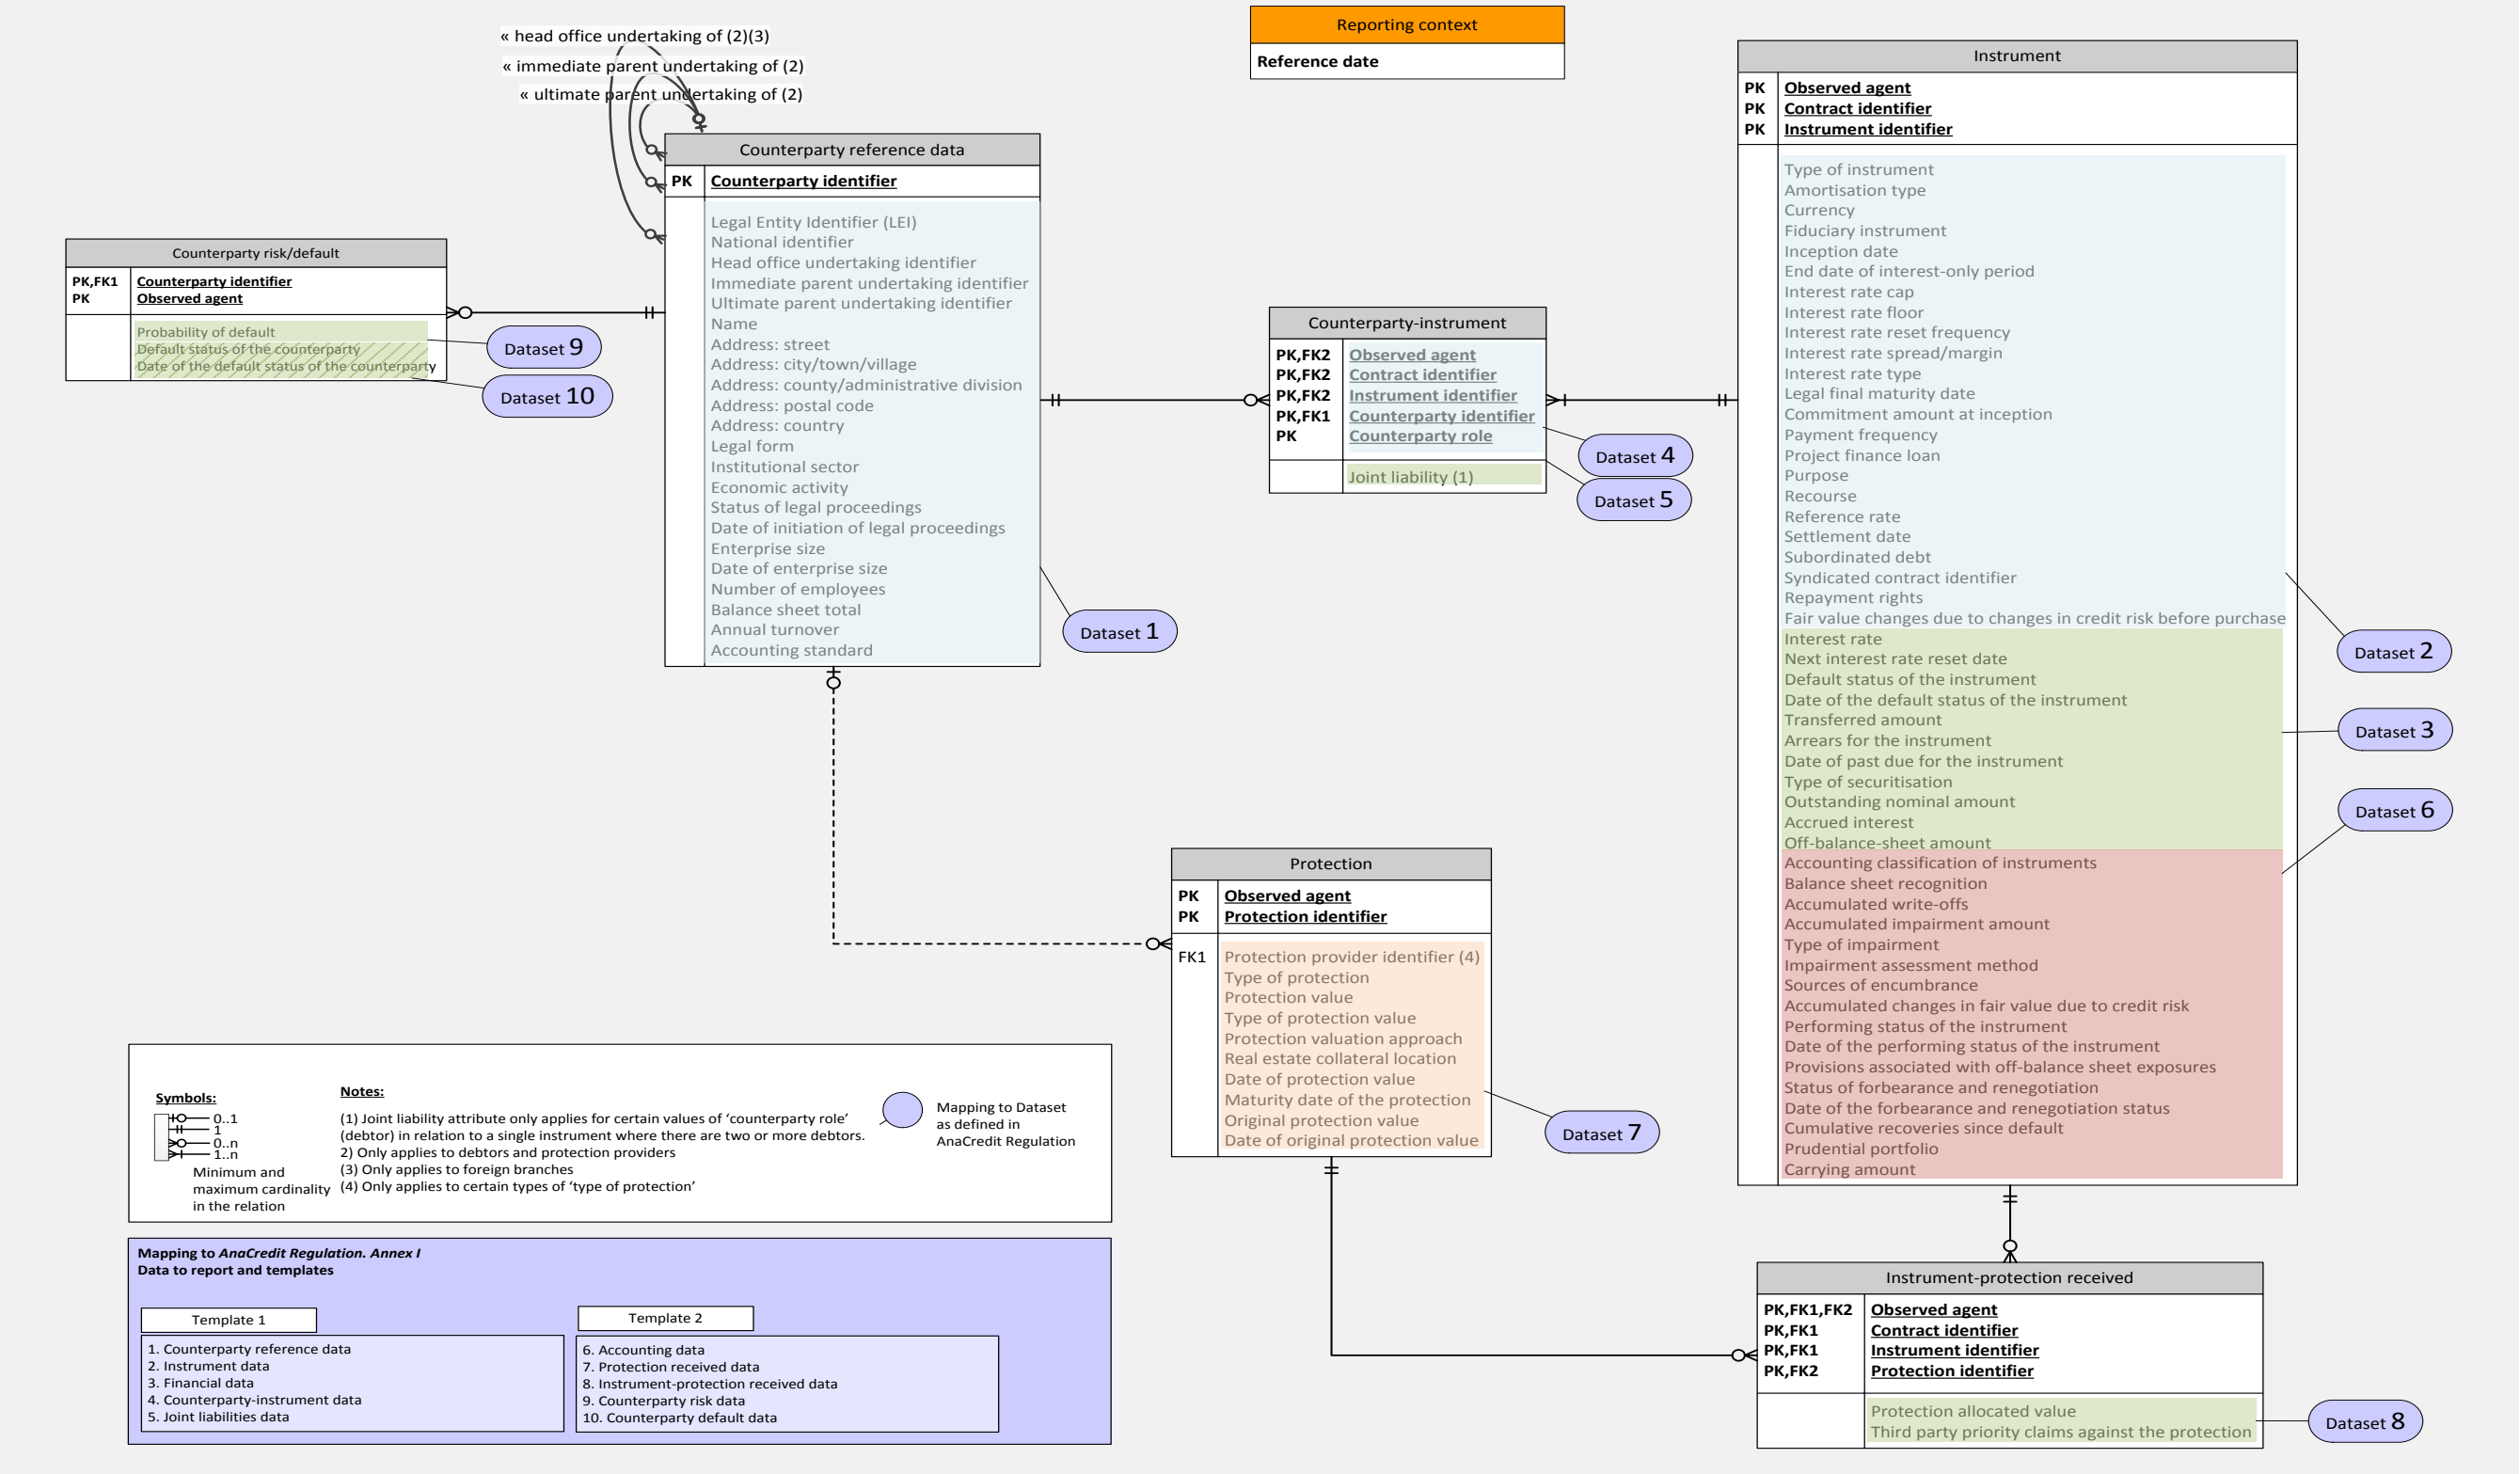 « head office undertaking of (2)(3)
« immediate parent undertaking of (2)
« ultimate parent undertaking of (2)
Reporting context
Reference date
Counterparty reference data
PK Counterparty identifier
Legal Entity Identifier (LEI)
National identifier
Head office undertaking identifier
Immediate parent undertaking identifier
Ultimate parent undertaking identifier
Name
Address: street
Address: city/town/village
Address: county/administrative division
Address: postal code
Address: country
Legal form
Institutional sector
Economic activity
Status of legal proceedings
Date of initiation of legal proceedings
Enterprise size
Date of enterprise size
Number of employees
Balance sheet total
Annual turnover
Accounting standard
Dataset 1
Counterparty risk/default
PK,FK1 Counterparty identifier
PK Observed agent
Probability of default
Default status of the counterparty
Date of the default status of the counterparty
Dataset 9
Dataset 10
Counterparty-instrument
PK,FK2 Observed agent
PK,FK2 Contract identifier
PK,FK2 Instrument identifier
PK,FK1 Counterparty identifier
PK Counterparty role
Joint liability (1)
Dataset 4
Dataset 5
Instrument
PK Observed agent
PK Contract identifier
PK Instrument identifier
Type of instrument
Amortisation type
Currency
Fiduciary instrument
Inception date
End date of interest-only period
Interest rate cap
Interest rate floor
Interest rate reset frequency
Interest rate spread/margin
Interest rate type
Legal final maturity date
Commitment amount at inception
Payment frequency
Project finance loan
Purpose
Recourse
Reference rate
Settlement date
Subordinated debt
Syndicated contract identifier
Repayment rights
Fair value changes due to changes in credit risk before purchase
Interest rate
Next interest rate reset date
Default status of the instrument
Date of the default status of the instrument
Transferred amount
Arrears for the instrument
Date of past due for the instrument
Type of securitisation
Outstanding nominal amount
Accrued interest
Off-balance-sheet amount
Accounting classification of instruments
Balance sheet recognition
Accumulated write-offs
Accumulated impairment amount
Type of impairment
Impairment assessment method
Sources of encumbrance
Accumulated changes in fair value due to credit risk
Performing status of the instrument
Date of the performing status of the instrument
Provisions associated with off-balance sheet exposures
Status of forbearance and renegotiation
Date of the forbearance and renegotiation status
Cumulative recoveries since default
Prudential portfolio
Carrying amount
Dataset 2
Dataset 3
Dataset 6
Protection
PK Observed agent
PK Protection identifier
FK1 Protection provider identifier (4)
Type of protection
Protection value
Type of protection value
Protection valuation approach
Real estate collateral location
Date of protection value
Maturity date of the protection
Original protection value
Date of original protection value
Dataset 7
Instrument-protection received
PK,FK1,FK2 Observed agent
PK,FK1 Contract identifier
PK,FK1 Instrument identifier
PK,FK2 Protection identifier
Protection allocated value
Third party priority claims against the protection
Dataset 8
Symbols:
0..1
1
0..n
1..n
Minimum and
maximum cardinality
in the relation
Notes:
(1) Joint liability attribute only applies for certain values of ‘counterparty role’
(debtor) in relation to a single instrument where there are two or more debtors.
2) Only applies to debtors and protection providers
(3) Only applies to foreign branches
(4) Only applies to certain types of ‘type of protection’
Mapping to Dataset
as defined in
AnaCredit Regulation
Mapping to AnaCredit Regulation. Annex I
Data to report and templates
Template 1
1. Counterparty reference data
2. Instrument data
3. Financial data
4. Counterparty-instrument data
5. Joint liabilities data
Template 2
6. Accounting data
7. Protection received data
8. Instrument-protection received data
9. Counterparty risk data
10. Counterparty default data